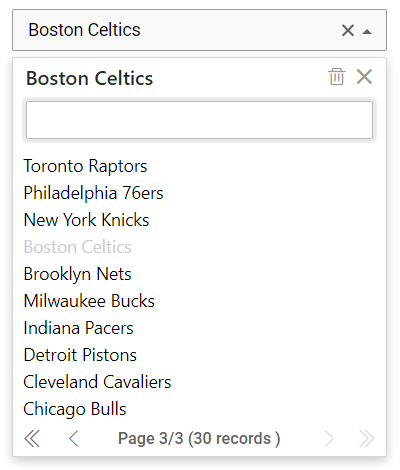 Boston Celtics
Boston Celtics
Toronto Raptors
Philadelphia 76ers
New York Knicks
Boston Celtics
Brooklyn Nets
Milwaukee Bucks
Indiana Pacers
Detroit Pistons
Cleveland Cavaliers
Chicago Bulls
Page 3/3 (30 records )